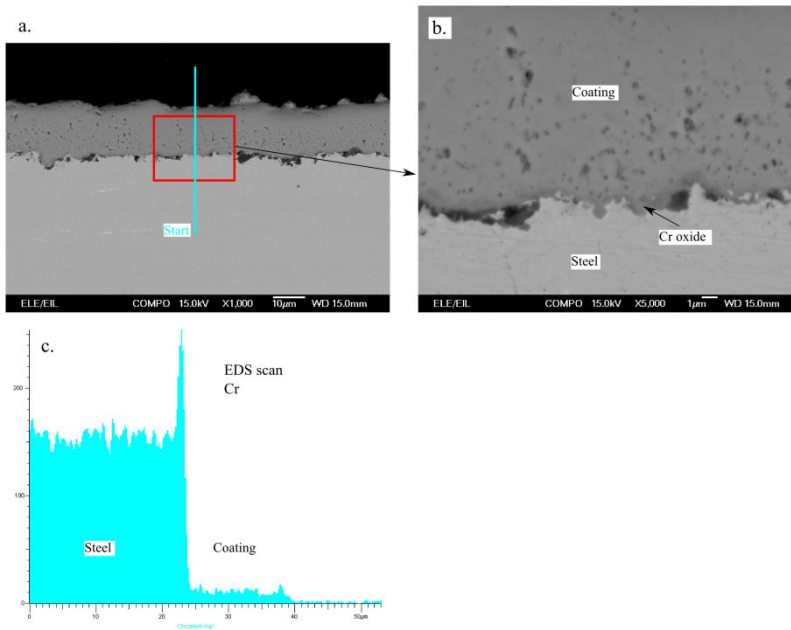 a.
Start
ELE/EIL COMPO 15.0kV X1,000 10µm WD 15.0mm
b.
Coating
Cr oxide
Steel
ELE/EIL COMPO 15.0kV X5,000 1µm WD 15.0mm
c.
EDS scan
Cr
200
100
Steel
Coating
0
0 10 20 30 40 50µm